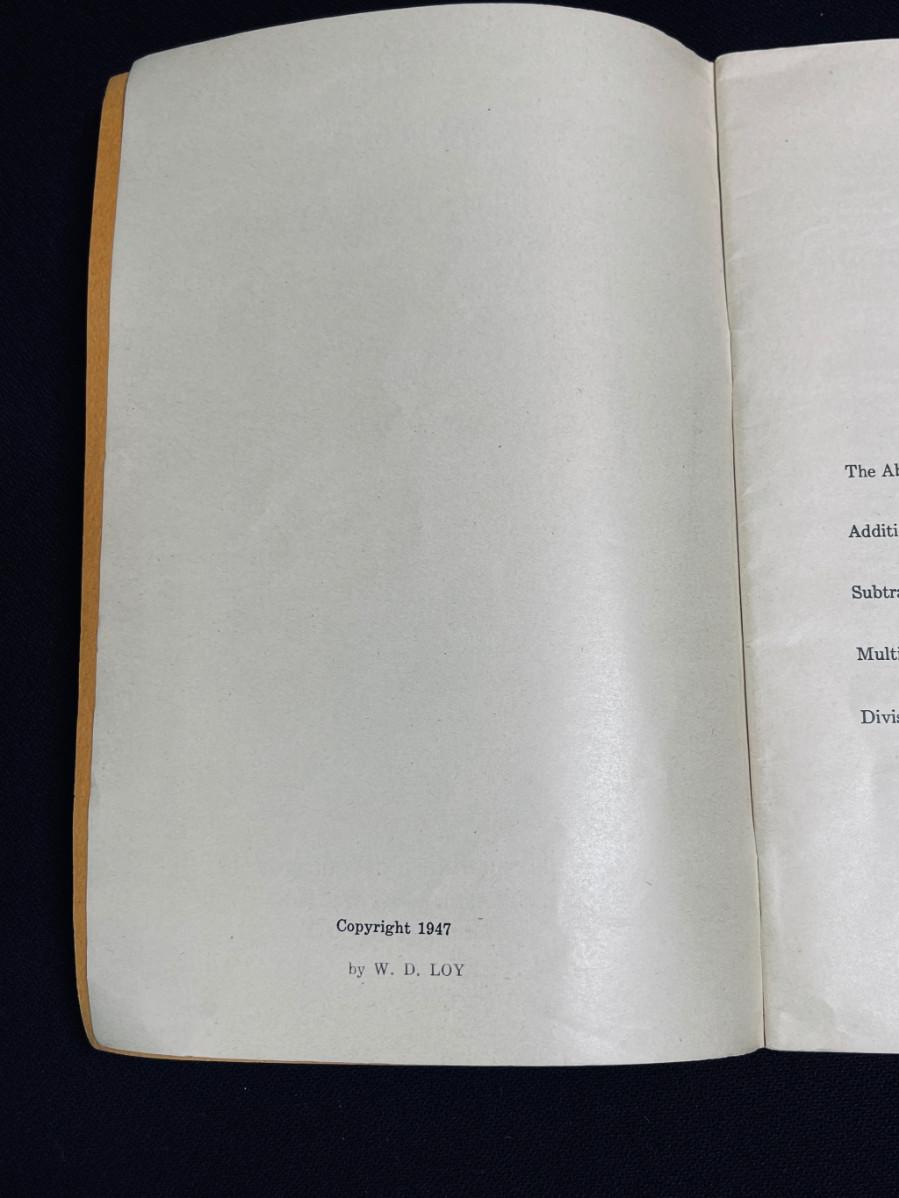 Copyright 1947
by W. D. LOY
The Ab
Additi
Subtra
Multi
Divis